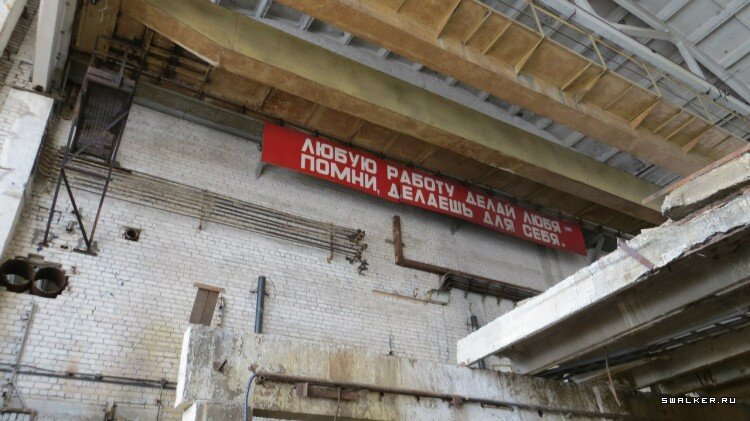 ЛЮБУЮ РАБОТУ ДЕЛАЙ ЛЮБЯ -
ПОМНИ, ДЕЛАЕШЬ ДЛЯ СЕБЯ.
SWALKER.RU